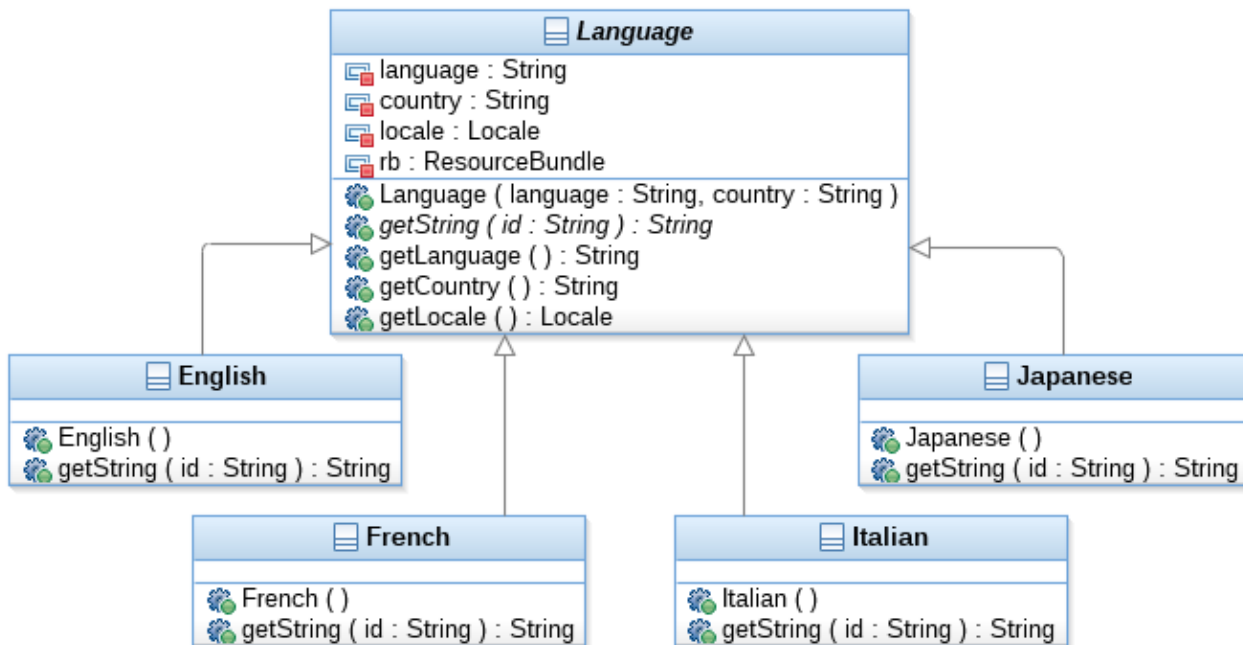 Language
language : String
country : String
locale : Locale
rb : ResourceBundle
Language ( language : String, country : String )
getString ( id : String ) : String
getLanguage ( ) : String
getCountry ( ) : String
getLocale ( ) : Locale
English
English ( )
getString ( id : String ) : String
Japanese
Japanese ( )
getString ( id : String ) : String
French
French ( )
getString ( id : String ) : String
Italian
Italian ( )
getString ( id : String ) : String